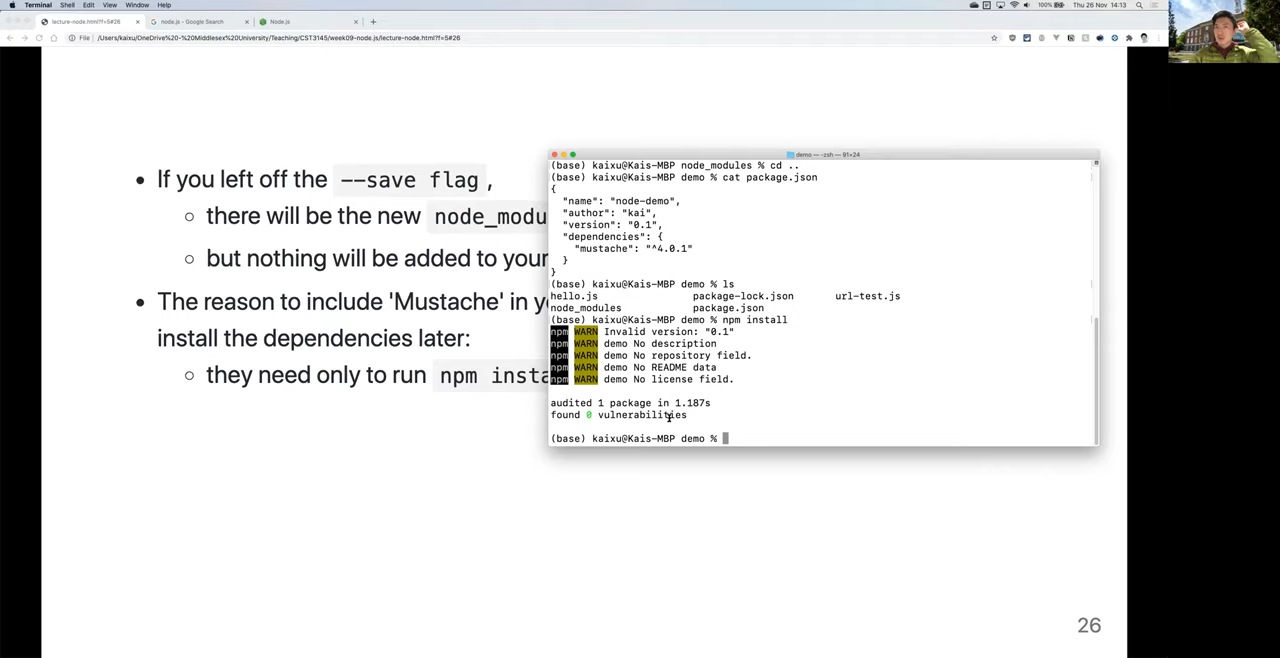 Terminal Shell Edit View Window Help 100% Thu 26 Nov 14:13
lecture-node.html?f=5#26 node.js - Google Search Node.js
File /Users/kaixu/OneDrive%20-%20Middlesex%20University/Teaching/CST3145/week09-node.js/lecture-node.html?f=5#26
If you left off the --save flag ,
there will be the new node_modu
but nothing will be added to your
The reason to include 'Mustache' in y
install the dependencies later:
they need only to run npm insta
demo — -zsh — 91×24
(base) kaixu@Kais-MBP node_modules % cd ..
(base) kaixu@Kais-MBP demo % cat package.json
{
"name": "node-demo",
"author": "kai",
"version": "0.1",
"dependencies": {
"mustache": "^4.0.1"
}
}
(base) kaixu@Kais-MBP demo % ls
hello.js package-lock.json url-test.js
node_modules package.json
(base) kaixu@Kais-MBP demo % npm install
npm WARN Invalid version: "0.1"
npm WARN demo No description
npm WARN demo No repository field.
npm WARN demo No README data
npm WARN demo No license field.
audited 1 package in 1.187s
found 0 vulnerabilities
(base) kaixu@Kais-MBP demo %
26